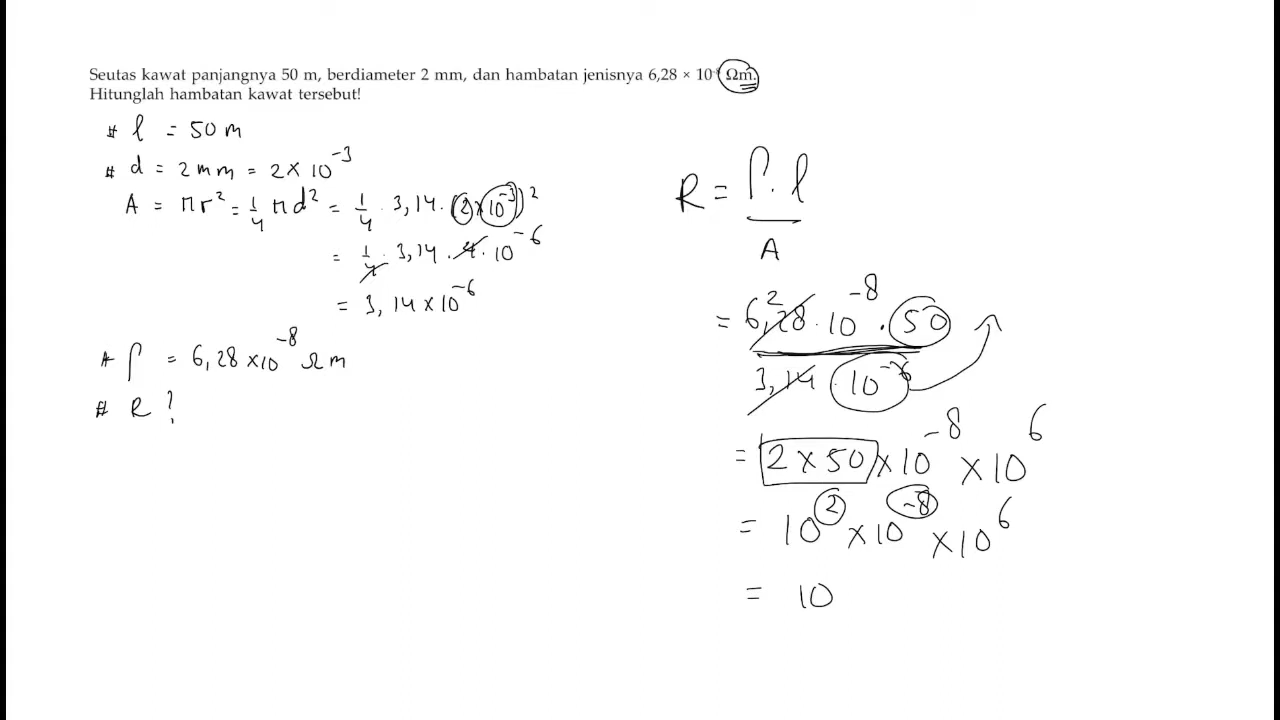 Seutas kawat panjangnya 50 m, berdiameter 2 mm, dan hambatan jenisnya 6,28 × 10⁻⁸ Ωm.
Hitunglah hambatan kawat tersebut!
# l = 50 m
# d = 2 mm = 2 × 10⁻³
A = πr² = 1/4 πd² = 1/4 · 3,14 · (2×10⁻³)²
= 1/4 · 3,14 · 4 · 10⁻⁶
= 3,14 × 10⁻⁶
# ρ = 6,28 × 10⁻⁸ Ω m
# R ?
R = ρ · l / A
= 6,28 · 10⁻⁸ · 50 / 3,14 · 10⁻⁶
2
= 2 × 50 × 10⁻⁸ × 10⁶
= 10² × 10⁻⁸ × 10⁶
= 10